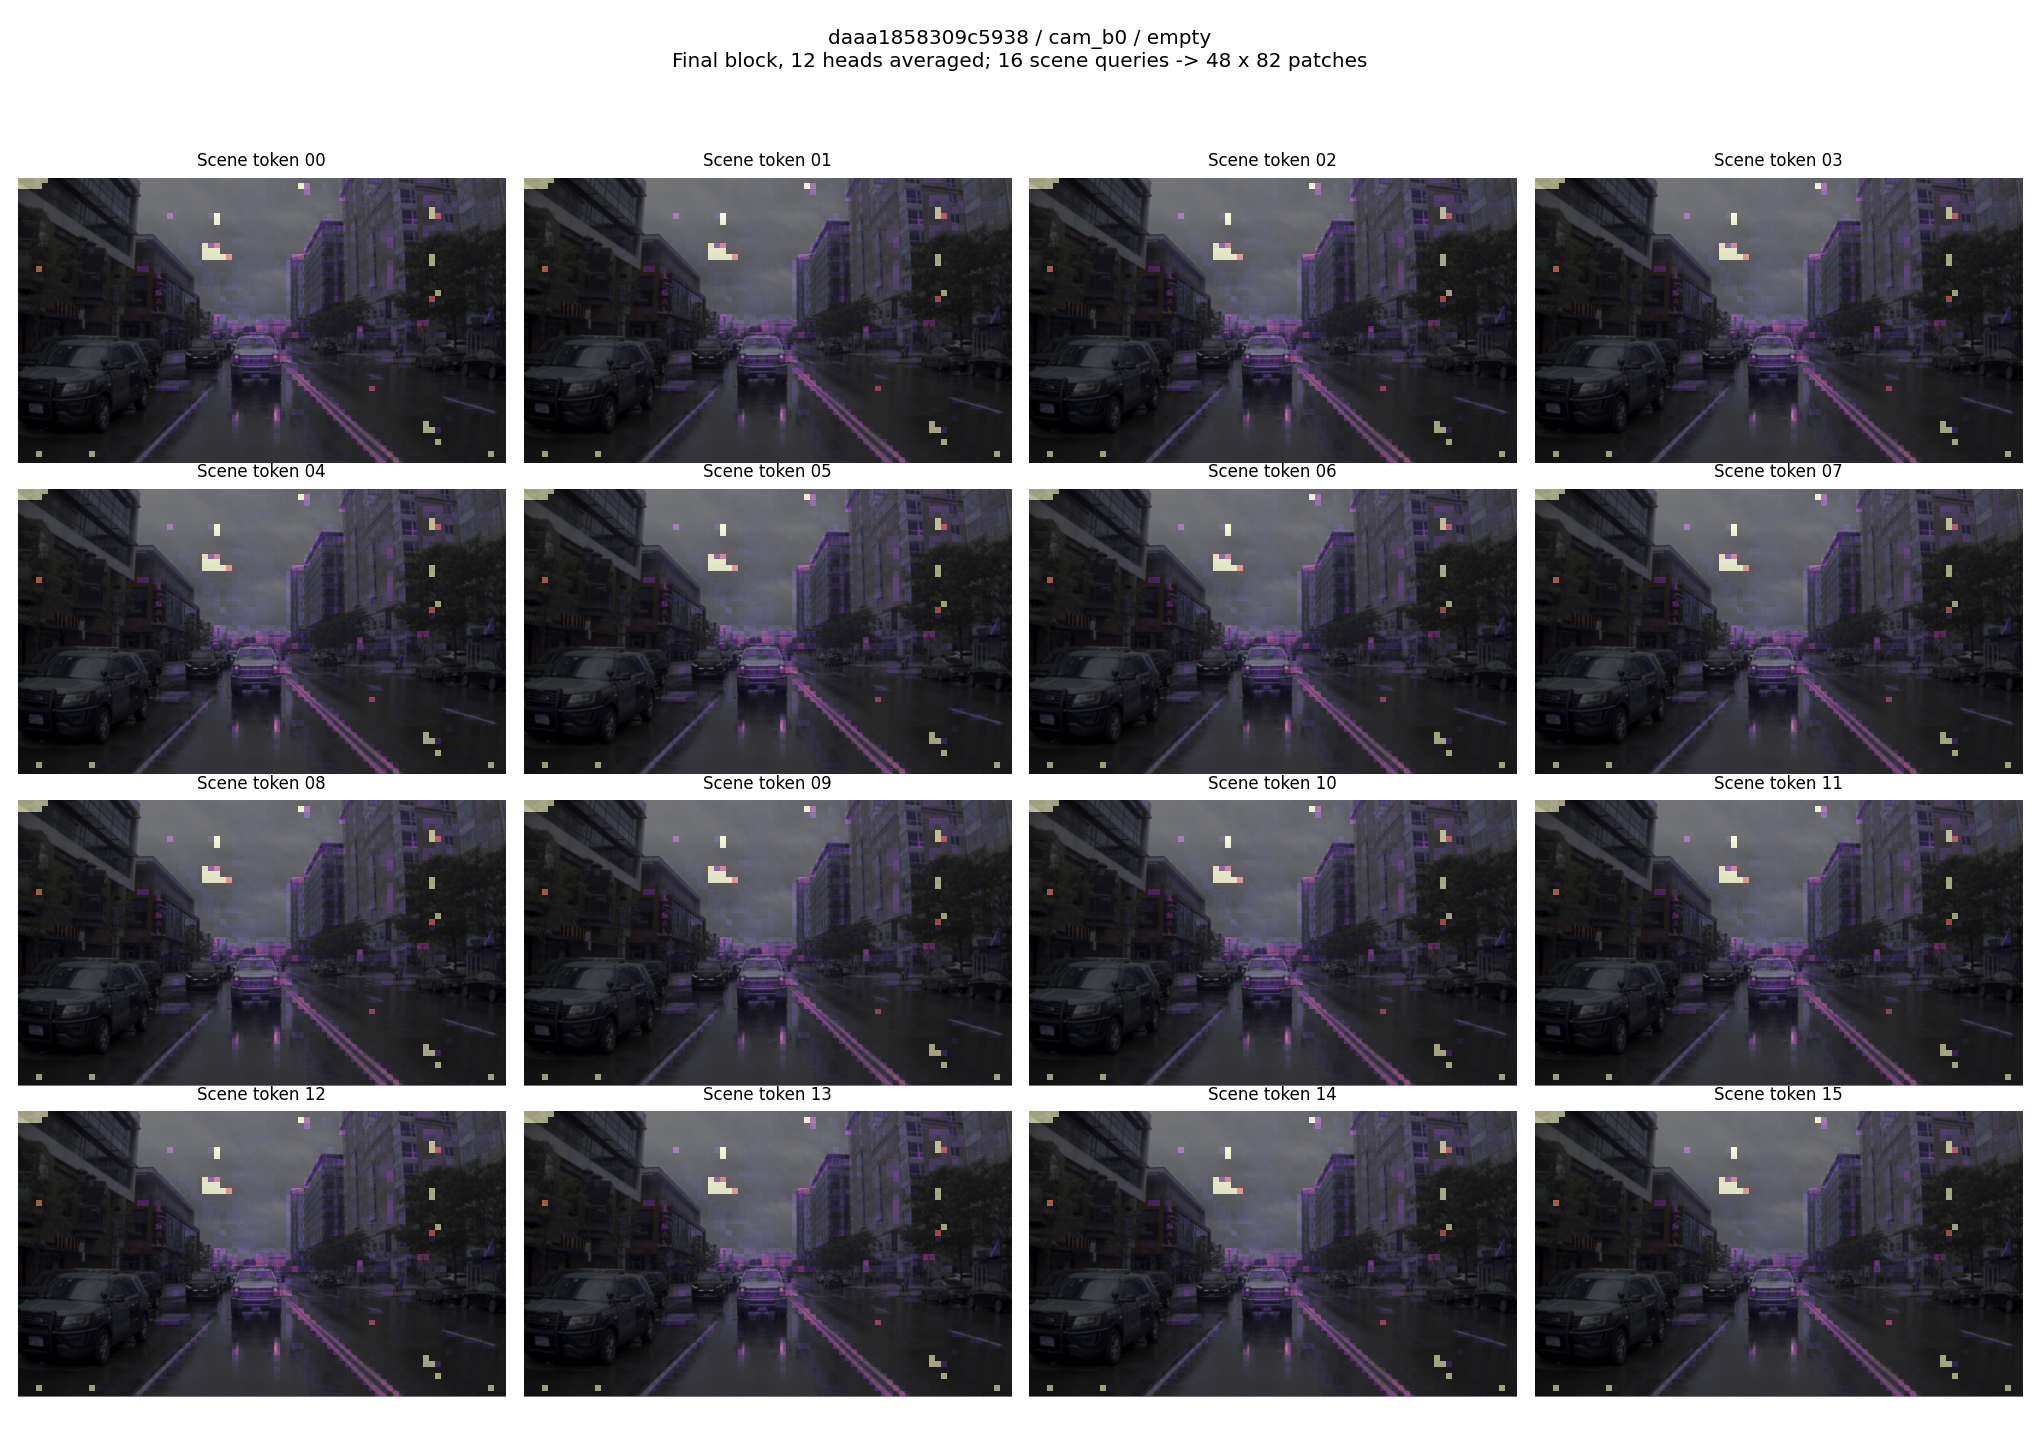 daaa1858309c5938 / cam_b0 / empty
Final block, 12 heads averaged; 16 scene queries -> 48 x 82 patches
Scene token 00
Scene token 01
Scene token 02
Scene token 03
Scene token 04
Scene token 05
Scene token 06
Scene token 07
Scene token 08
Scene token 09
Scene token 10
Scene token 11
Scene token 12
Scene token 13
Scene token 14
Scene token 15